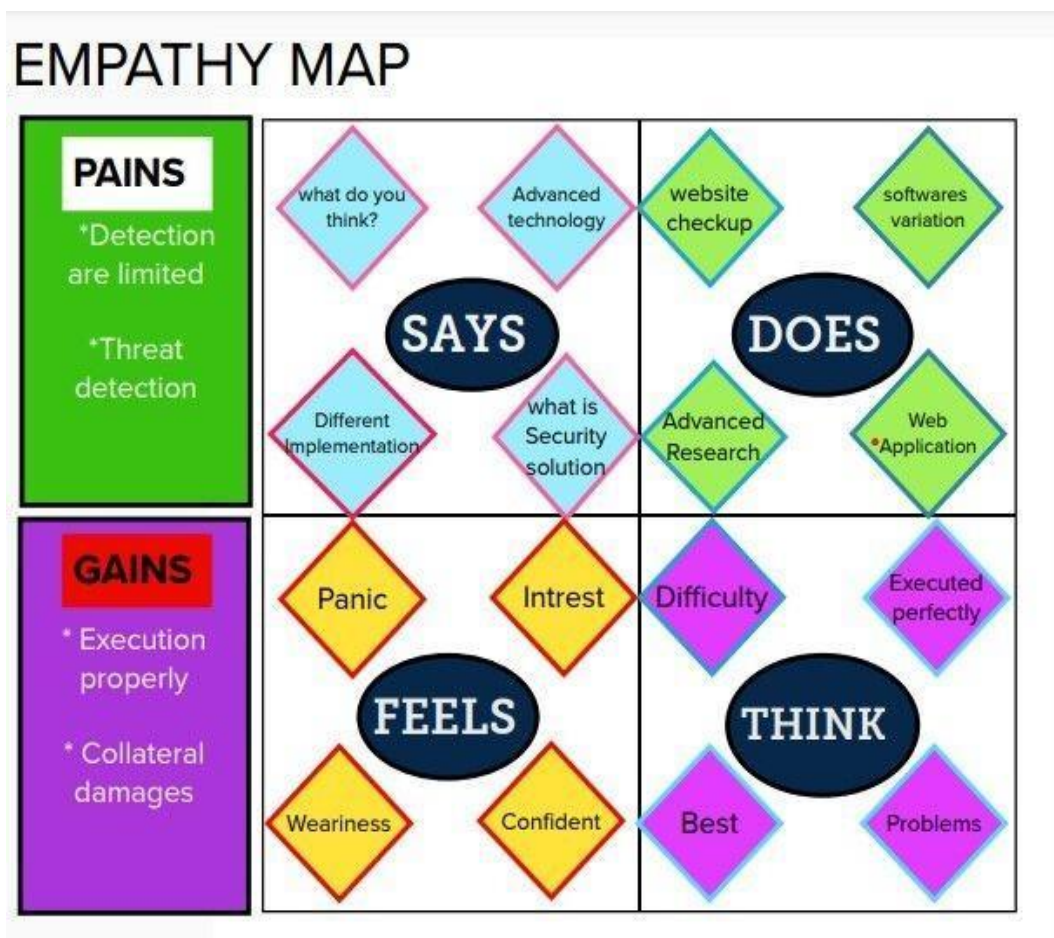 EMPATHY MAP
PAINS
*Detection
are limited
*Threat
detection
GAINS
* Execution
properly
* Collateral
damages
what do you
think?
Advanced
technology
SAYS
Different
Implementation
what is
Security
solution
website
checkup
softwares
variation
DOES
Advanced
Research
Web
Application
Panic
Intrest
FEELS
Weariness
Confident
Difficulty
Executed
perfectly
THINK
Best
Problems